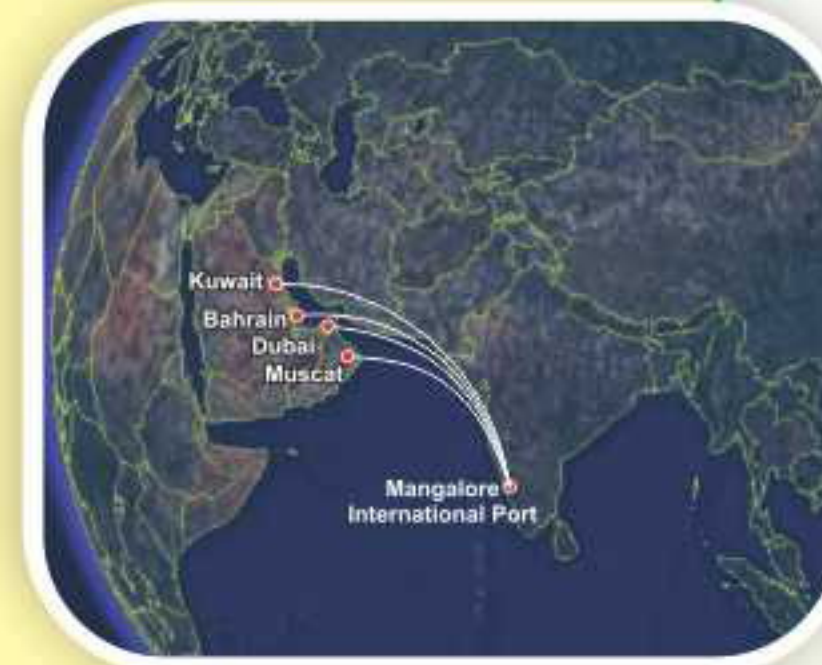 Kuwait
Bahrain
Dubai
Muscat
Mangalore
International Port